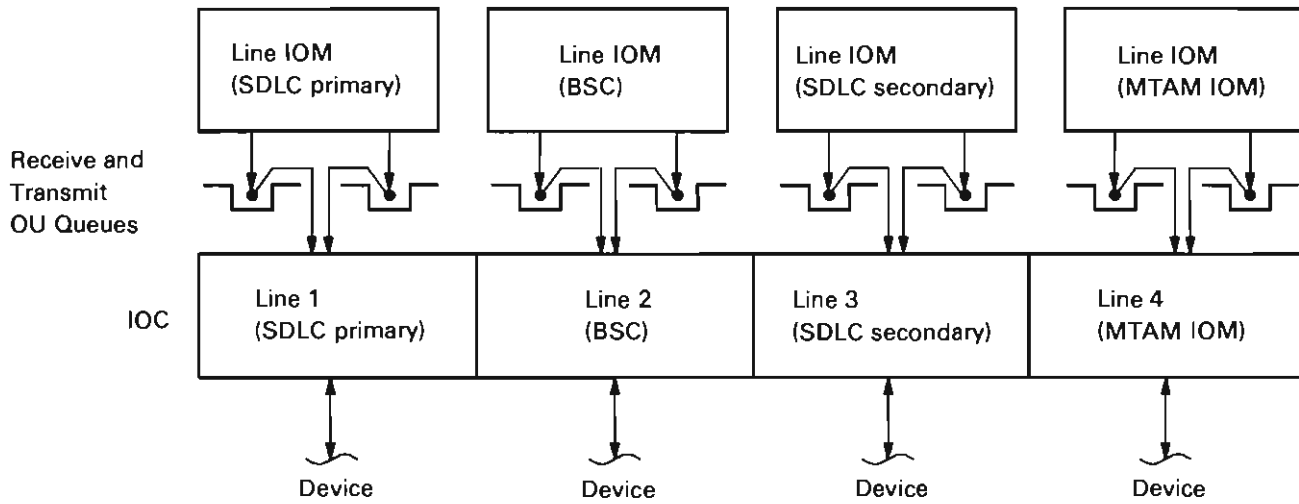 Line IOM
(SDLC primary)
Line IOM
(BSC)
Line IOM
(SDLC secondary)
Line IOM
(MTAM IOM)
Receive and
Transmit
OU Queues
IOC
Line 1
(SDLC primary)
Line 2
(BSC)
Line 3
(SDLC secondary)
Line 4
(MTAM IOM)
Device
Device
Device
Device